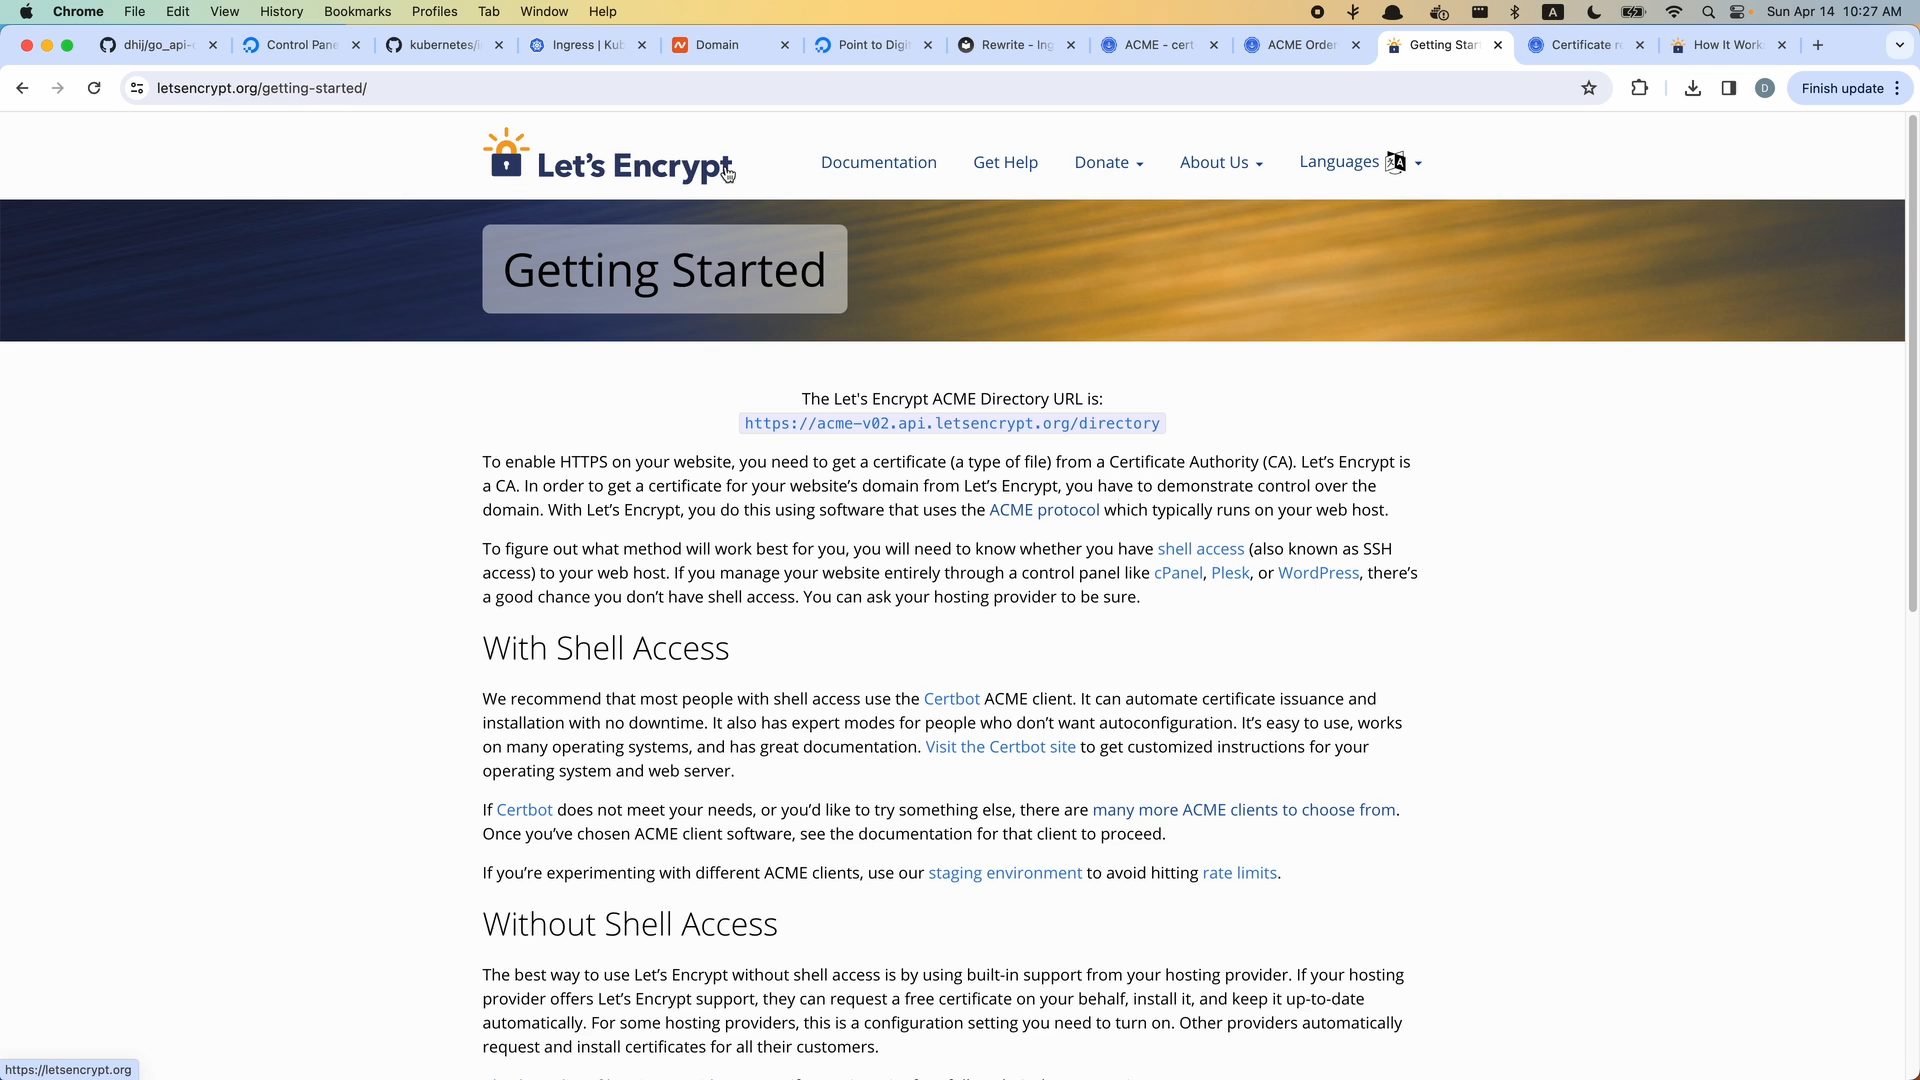 Chrome File Edit View History Bookmarks Profiles Tab Window Help A Sun Apr 14 10:27 AM
dhij/go_api- Control Pane kubernetes/i Ingress | Kub Domain Point to Digit Rewrite - Ing ACME - cert ACME Order Getting Start Certificate r How It Work
letsencrypt.org/getting-started/ D Finish update
Let's Encrypt
Documentation Get Help Donate About Us Languages
Getting Started
The Let's Encrypt ACME Directory URL is:
https://acme-v02.api.letsencrypt.org/directory
To enable HTTPS on your website, you need to get a certificate (a type of file) from a Certificate Authority (CA). Let’s Encrypt is
a CA. In order to get a certificate for your website’s domain from Let’s Encrypt, you have to demonstrate control over the
domain. With Let’s Encrypt, you do this using software that uses the ACME protocol which typically runs on your web host.
To figure out what method will work best for you, you will need to know whether you have shell access (also known as SSH
access) to your web host. If you manage your website entirely through a control panel like cPanel, Plesk, or WordPress, there’s
a good chance you don’t have shell access. You can ask your hosting provider to be sure.
With Shell Access
We recommend that most people with shell access use the Certbot ACME client. It can automate certificate issuance and
installation with no downtime. It also has expert modes for people who don’t want autoconfiguration. It’s easy to use, works
on many operating systems, and has great documentation. Visit the Certbot site to get customized instructions for your
operating system and web server.
If Certbot does not meet your needs, or you’d like to try something else, there are many more ACME clients to choose from.
Once you’ve chosen ACME client software, see the documentation for that client to proceed.
If you’re experimenting with different ACME clients, use our staging environment to avoid hitting rate limits.
Without Shell Access
The best way to use Let’s Encrypt without shell access is by using built-in support from your hosting provider. If your hosting
provider offers Let’s Encrypt support, they can request a free certificate on your behalf, install it, and keep it up-to-date
automatically. For some hosting providers, this is a configuration setting you need to turn on. Other providers automatically
request and install certificates for all their customers.
https://letsencrypt.org